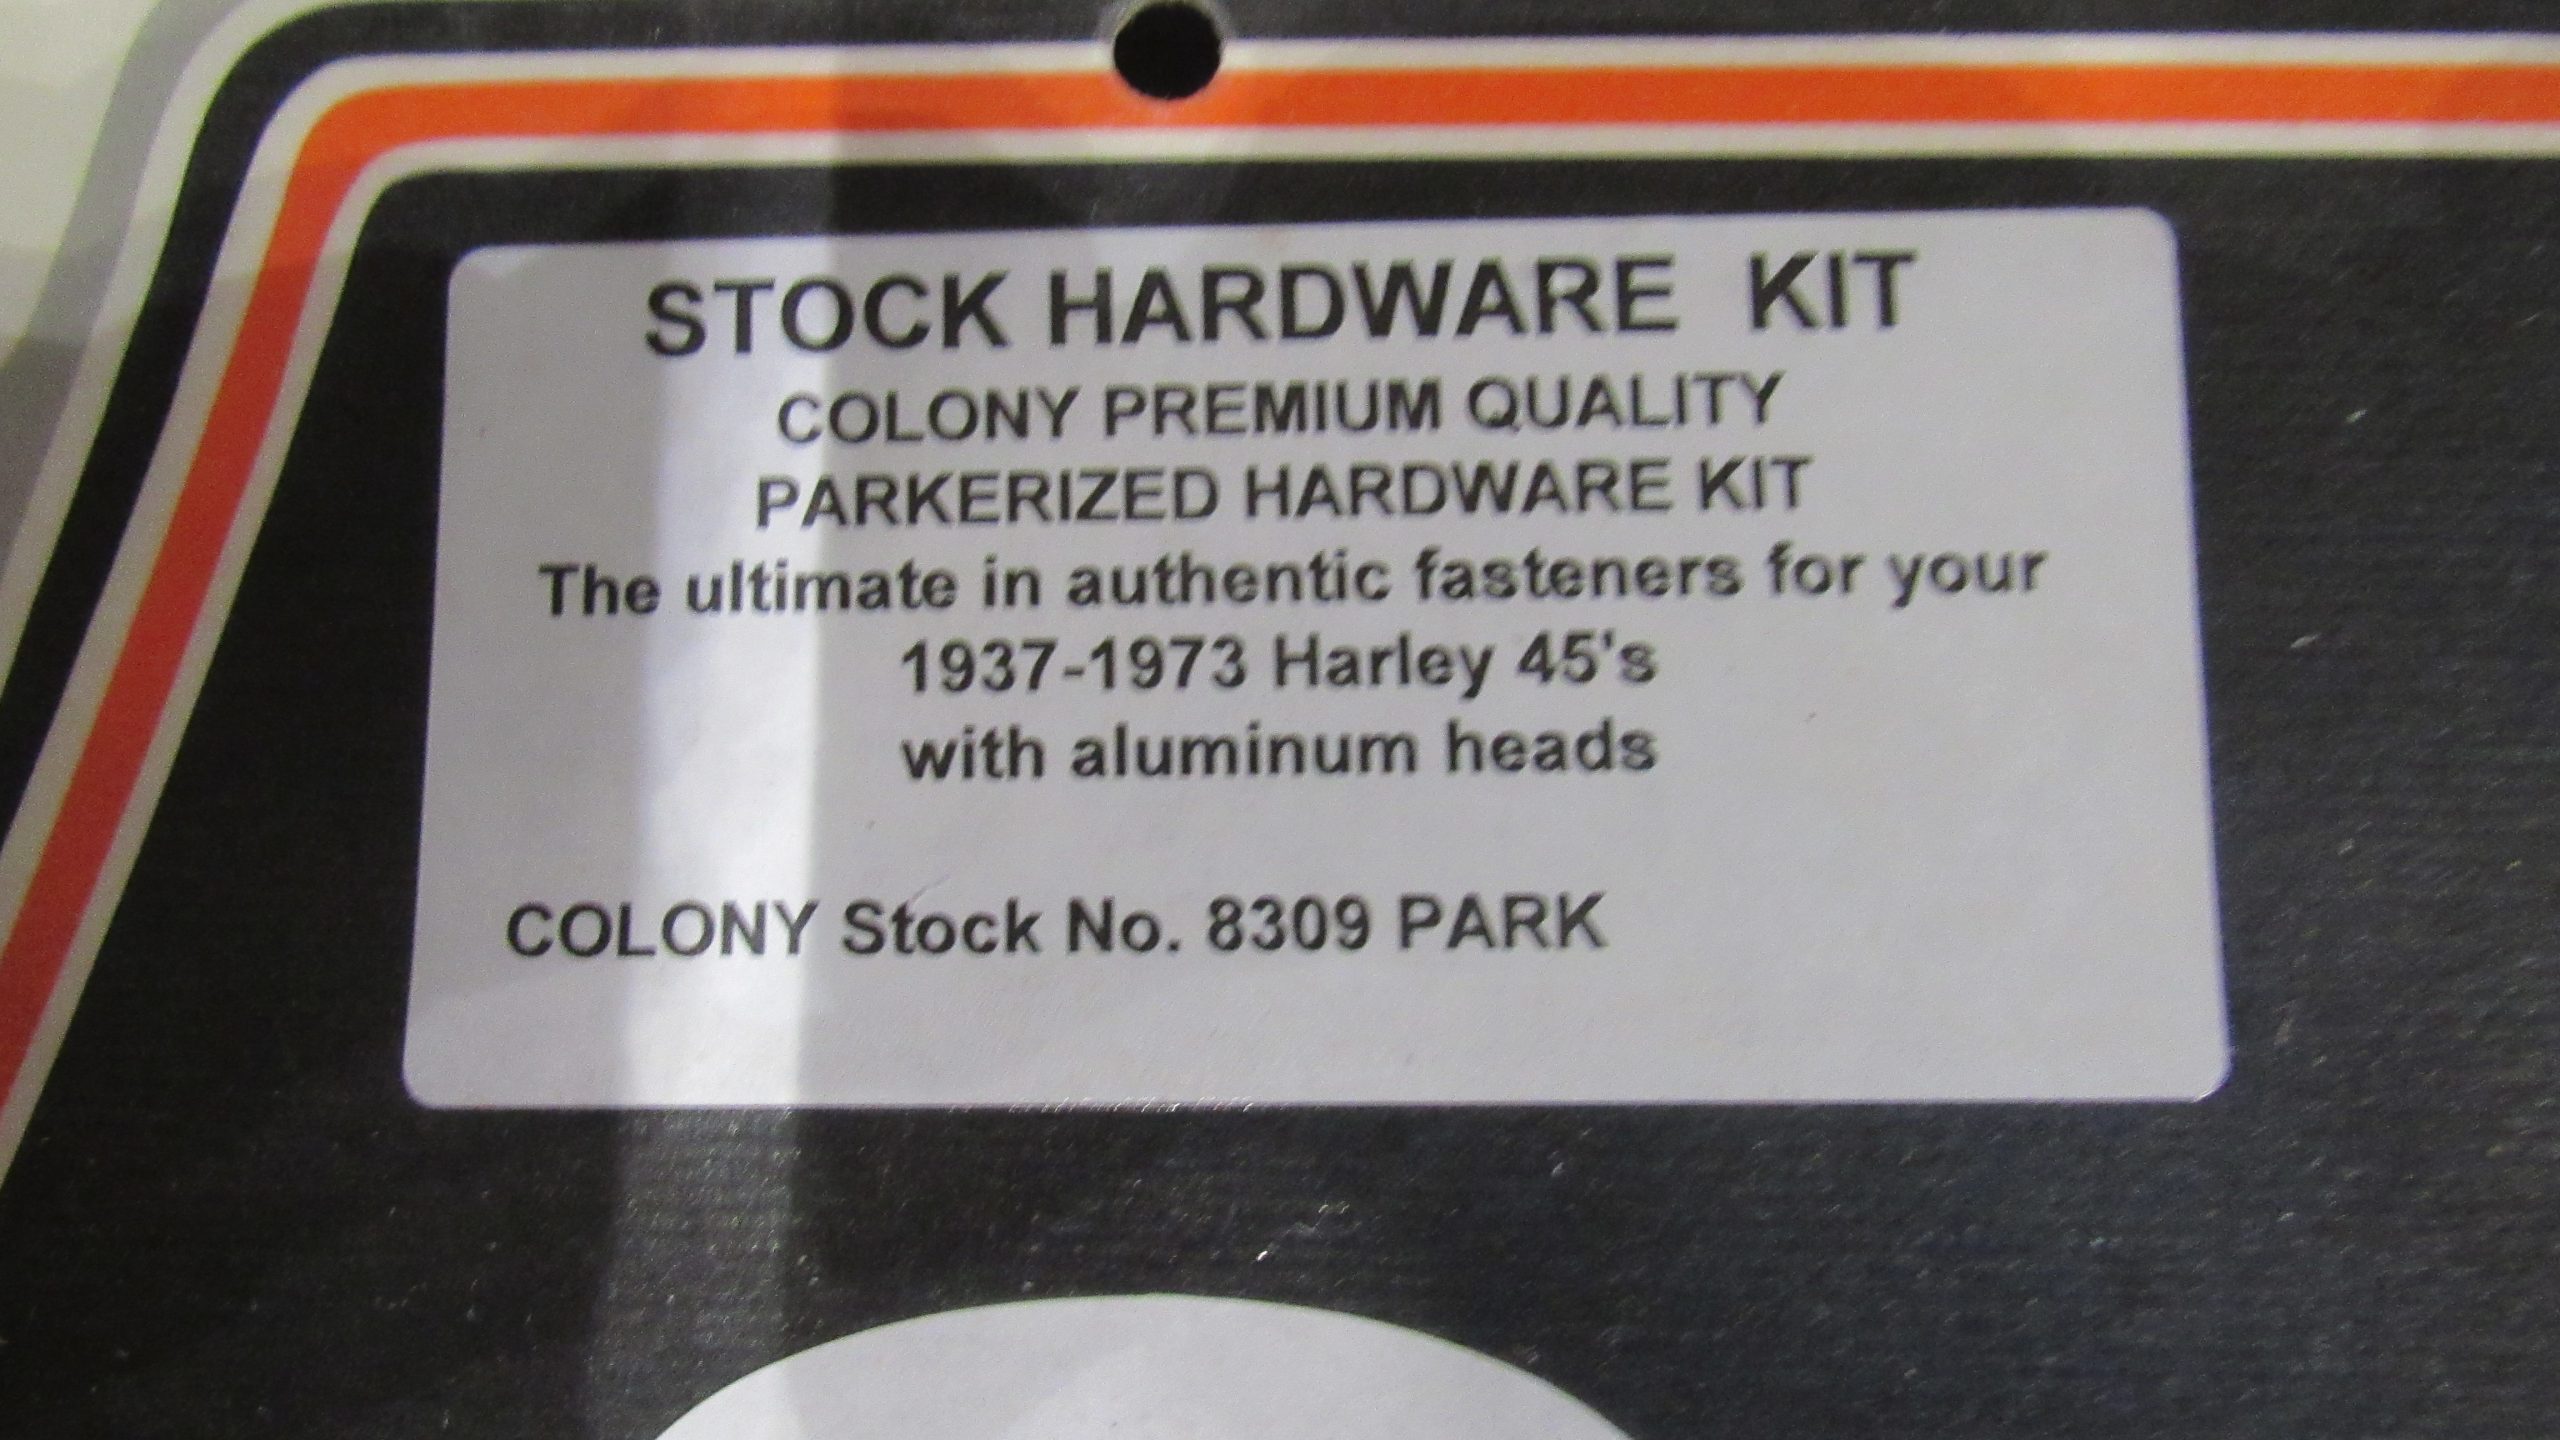 STOCK HARDWARE KIT
COLONY PREMIUM QUALITY
PARKERIZED HARDWARE KIT
The ultimate in authentic fasteners for your
1937-1973 Harley 45's
with aluminum heads
COLONY Stock No. 8309 PARK